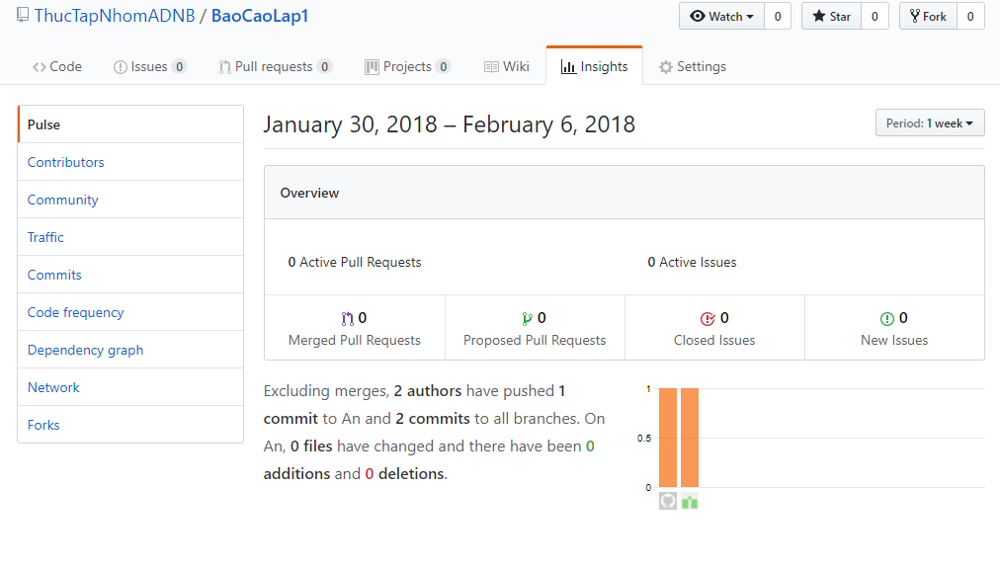 ThucTapNhomADNB / BaoCaoLap1
Watch 0 Star 0 Fork 0
Code Issues 0 Pull requests 0 Projects 0 Wiki Insights Settings
Pulse
Contributors
Community
Traffic
Commits
Code frequency
Dependency graph
Network
Forks
January 30, 2018 – February 6, 2018
Period: 1 week
Overview
0 Active Pull Requests
0 Active Issues
0
Merged Pull Requests
0
Proposed Pull Requests
0
Closed Issues
0
New Issues
Excluding merges, 2 authors have pushed 1
commit to An and 2 commits to all branches. On
An, 0 files have changed and there have been 0
additions and 0 deletions.
1
0.5
0